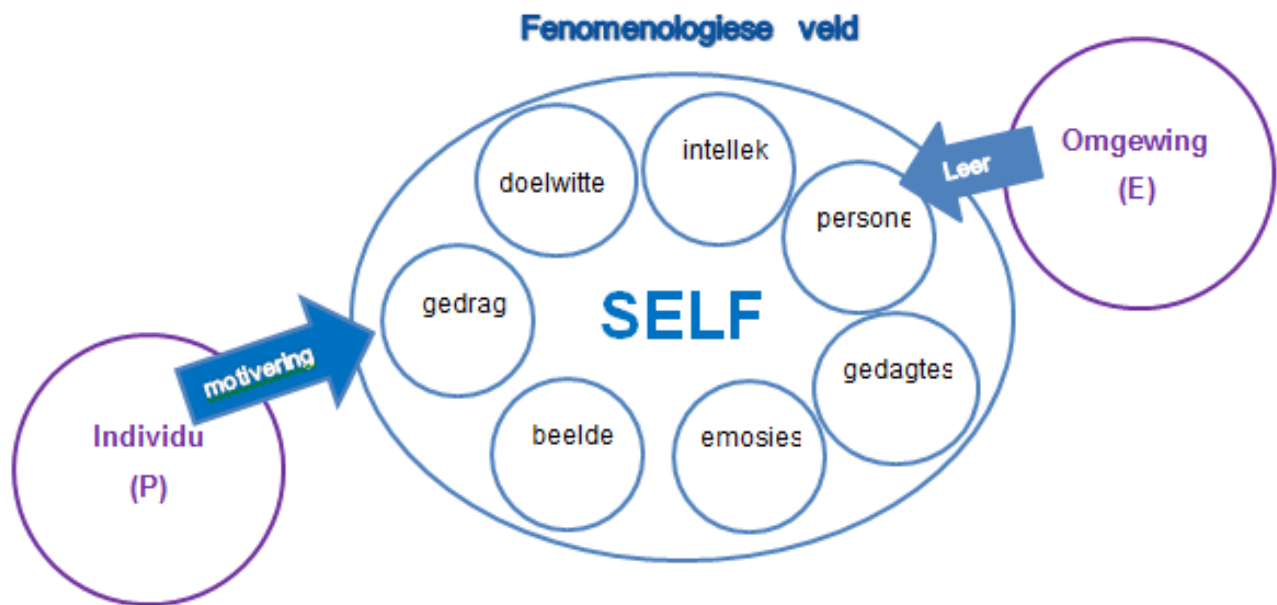 Fenomenologiese veld
intellek
Omgewing
(E)
Leer
doelwitte
persone
gedrag
SELF
motivering
gedagtes
Individu
(P)
beelde
emosies